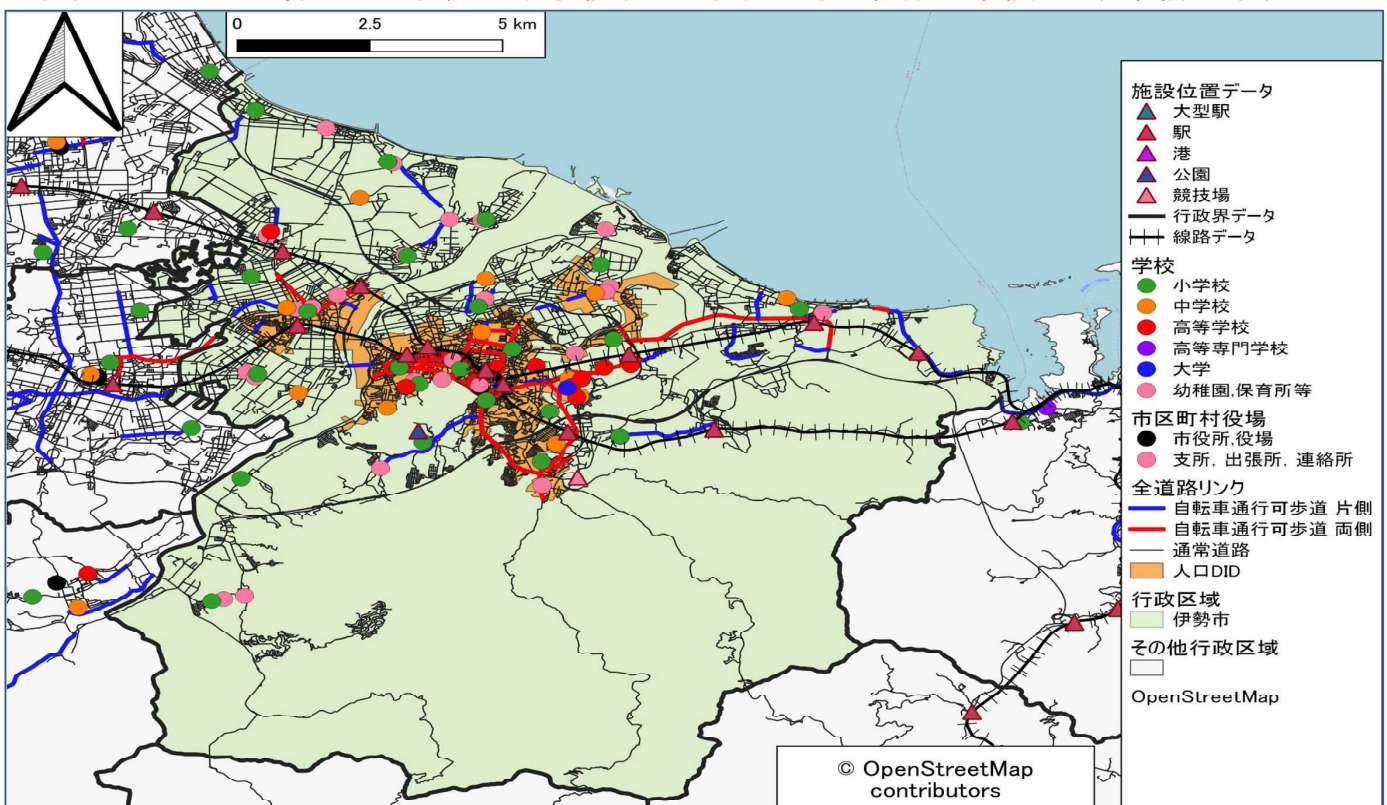 0 2.5 5 km
施設位置データ
大型駅
駅
港
公園
競技場
行政界データ
線路データ
学校
小学校
中学校
高等学校
高等専門学校
大学
幼稚園,保育所等
市区町村役場
市役所,役場
支所, 出張所, 連絡所
全道路リンク
自転車通行可歩道 片側
自転車通行可歩道 両側
通常道路
人口DID
行政区域
伊勢市
その他行政区域
OpenStreetMap
© OpenStreetMap
contributors